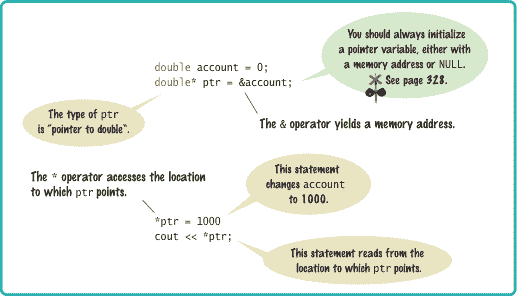 You should always initialize
a pointer variable, either with
a memory address or NULL.
See page 328.
double account = 0;
double* ptr = &account;
The type of ptr
is "pointer to double".
The & operator yields a memory address.
The * operator accesses the location
to which ptr points.
This statement
changes account
to 1000.
*ptr = 1000
cout << *ptr;
This statement reads from the
location to which ptr points.